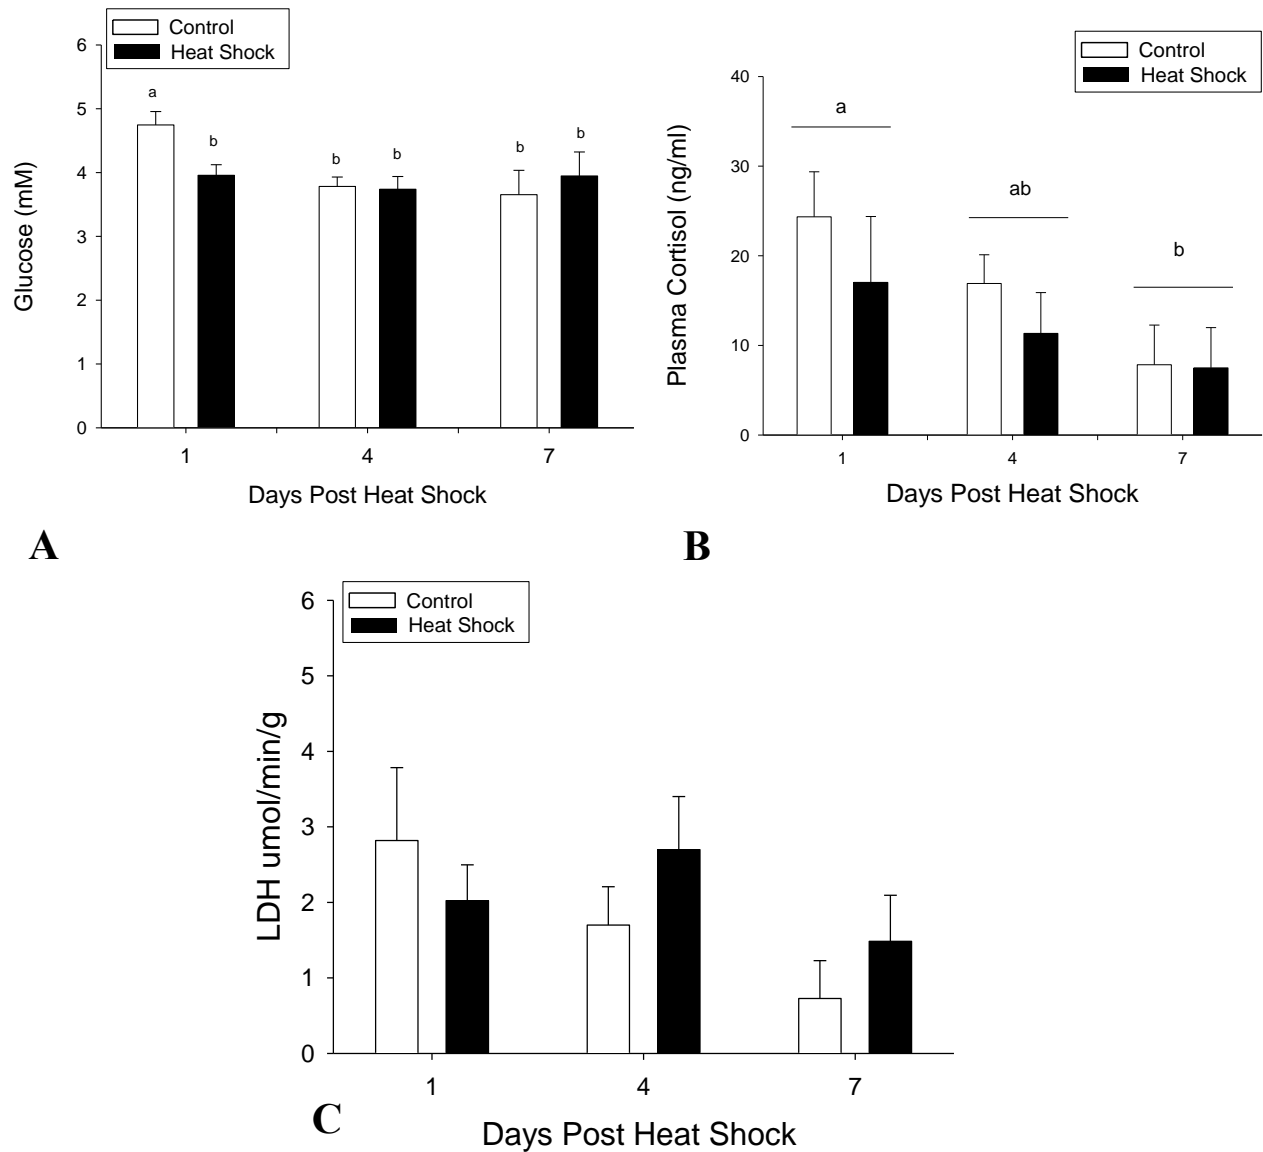 Control
Heat Shock
6
5
4
3
2
1
0
Glucose (mM)
a
b
b
b
b
b
1
4
7
Days Post Heat Shock
A
Control
Heat Shock
40
30
20
10
0
Plasma Cortisol (ng/ml)
a
ab
b
1
4
7
Days Post Heat Shock
B
Control
Heat Shock
6
5
4
3
2
1
0
LDH umol/min/g
1
4
7
Days Post Heat Shock
C